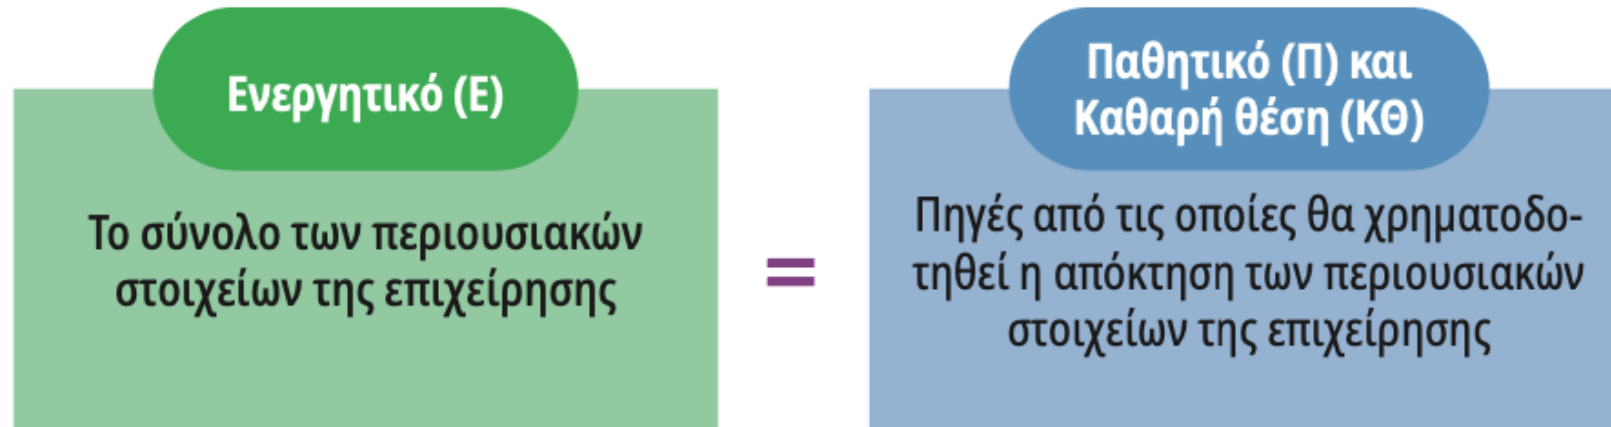 Ενεργητικό (Ε)
Το σύνολο των περιουσιακών
στοιχείων της επιχείρησης
=
Παθητικό (Π) και
Καθαρή θέση (ΚΘ)
Πηγές από τις οποίες θα χρηματοδο-
τηθεί η απόκτηση των περιουσιακών
στοιχείων της επιχείρησης